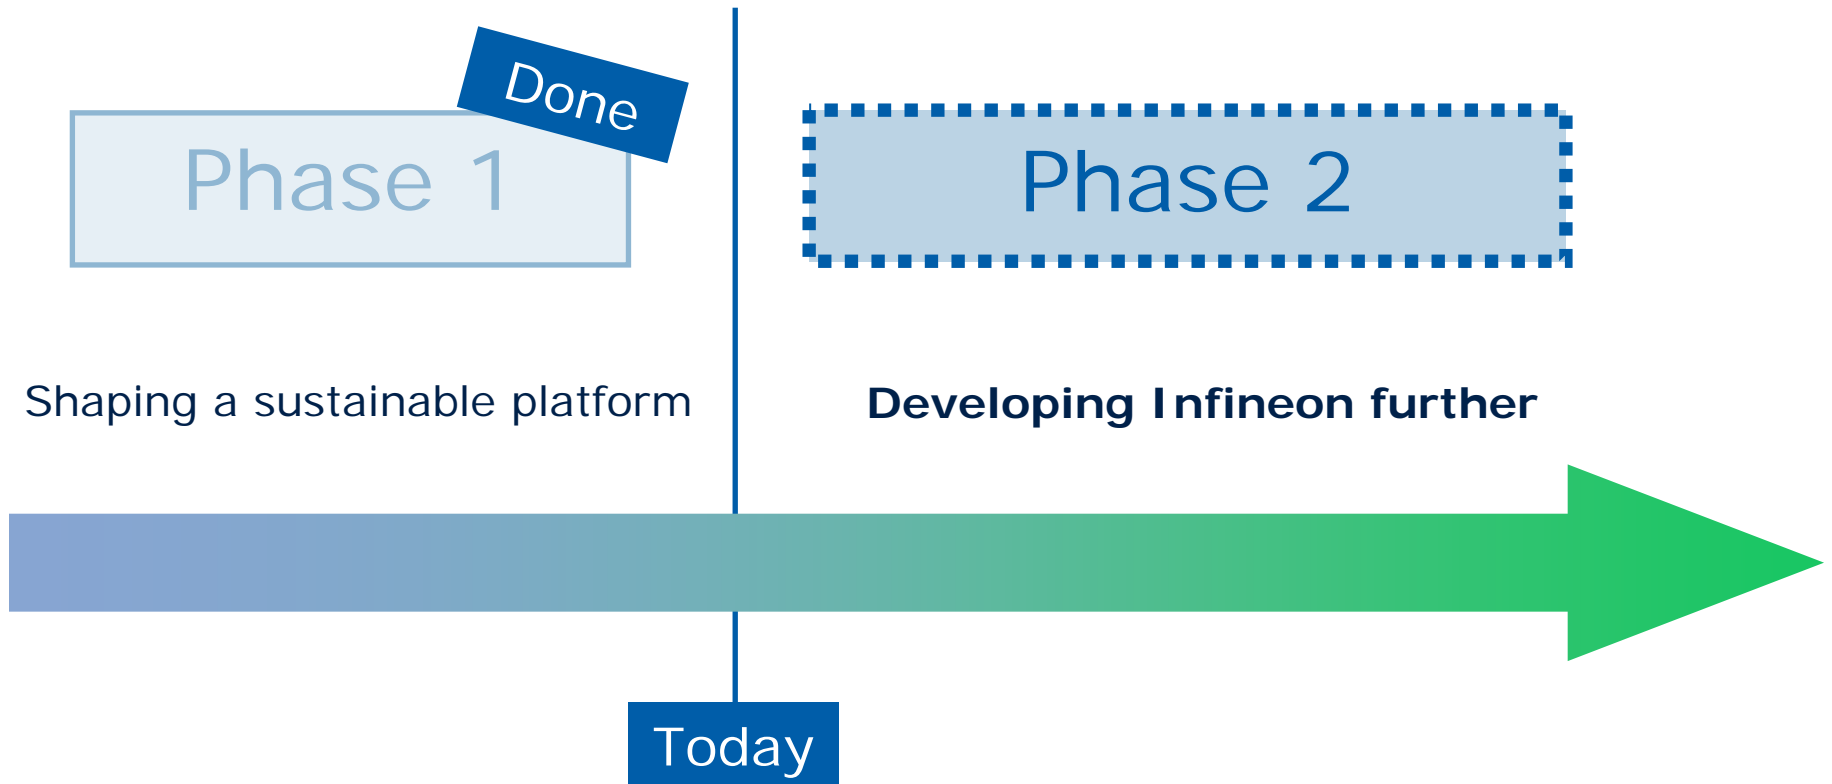 Done
Phase 1
Phase 2
Shaping a sustainable platform
Developing Infineon further
Today